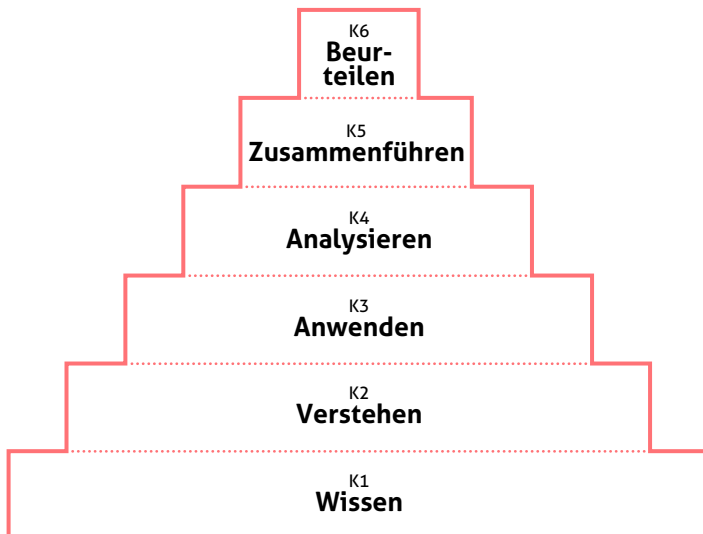 K6
Beur-
teilen
K5
Zusammenführen
K4
Analysieren
K3
Anwenden
K2
Verstehen
K1
Wissen